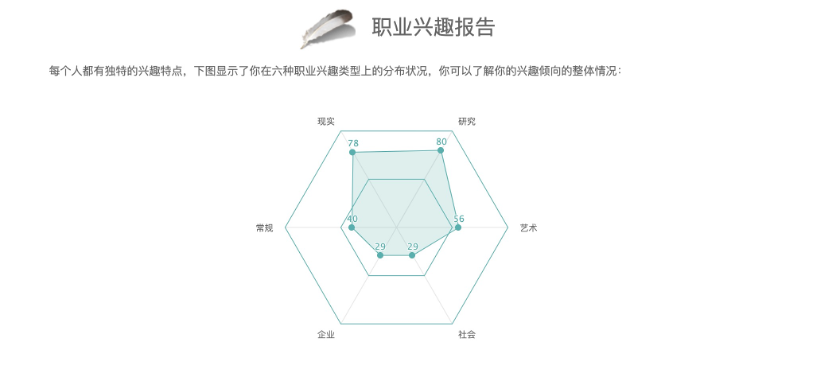 职业兴趣报告
每个人都有独特的兴趣特点，下图显示了你在六种职业兴趣类型上的分布状况，你可以了解你的兴趣倾向的整体情况：
现实 研究
78 80
40 56
常规 艺术
29 29
企业 社会